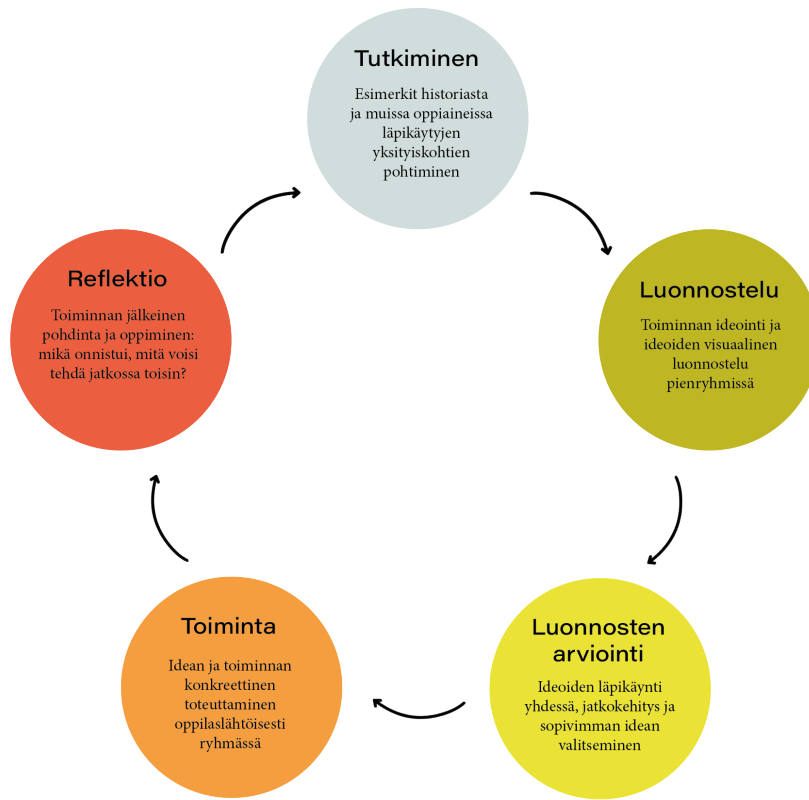 Tutkiminen
Esimerkit historiasta
ja muissa oppiaineissa
läpikäytyjen
yksityiskohtien
pohtiminen
Luonnostelu
Toiminnan ideointi ja
ideoiden visuaalinen
luonnostelu
pienryhmissä
Luonnosten
arviointi
Ideoiden läpikäynti
yhdessä, jatkokehitys ja
sopivimman idean
valitseminen
Toiminta
Idean ja toiminnan
konkreettinen
toteuttaminen
oppilaslähtöisesti
ryhmässä
Reflektio
Toiminnan jälkeinen
pohdinta ja oppiminen:
mikä onnistui, mitä voisi
tehdä jatkossa toisin?